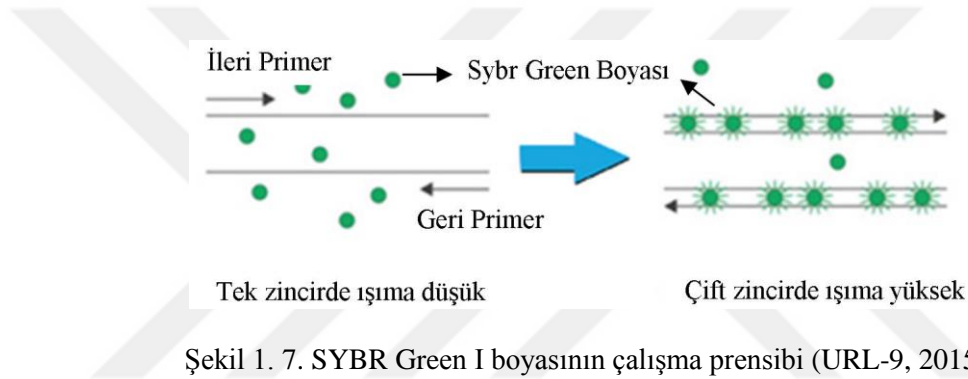 İleri Primer
Sybr Green Boyası
Geri Primer
Tek zincirde ışıma düşük
Çift zincirde ışıma yüksek
Şekil 1. 7. SYBR Green I boyasının çalışma prensibi (URL-9, 2015